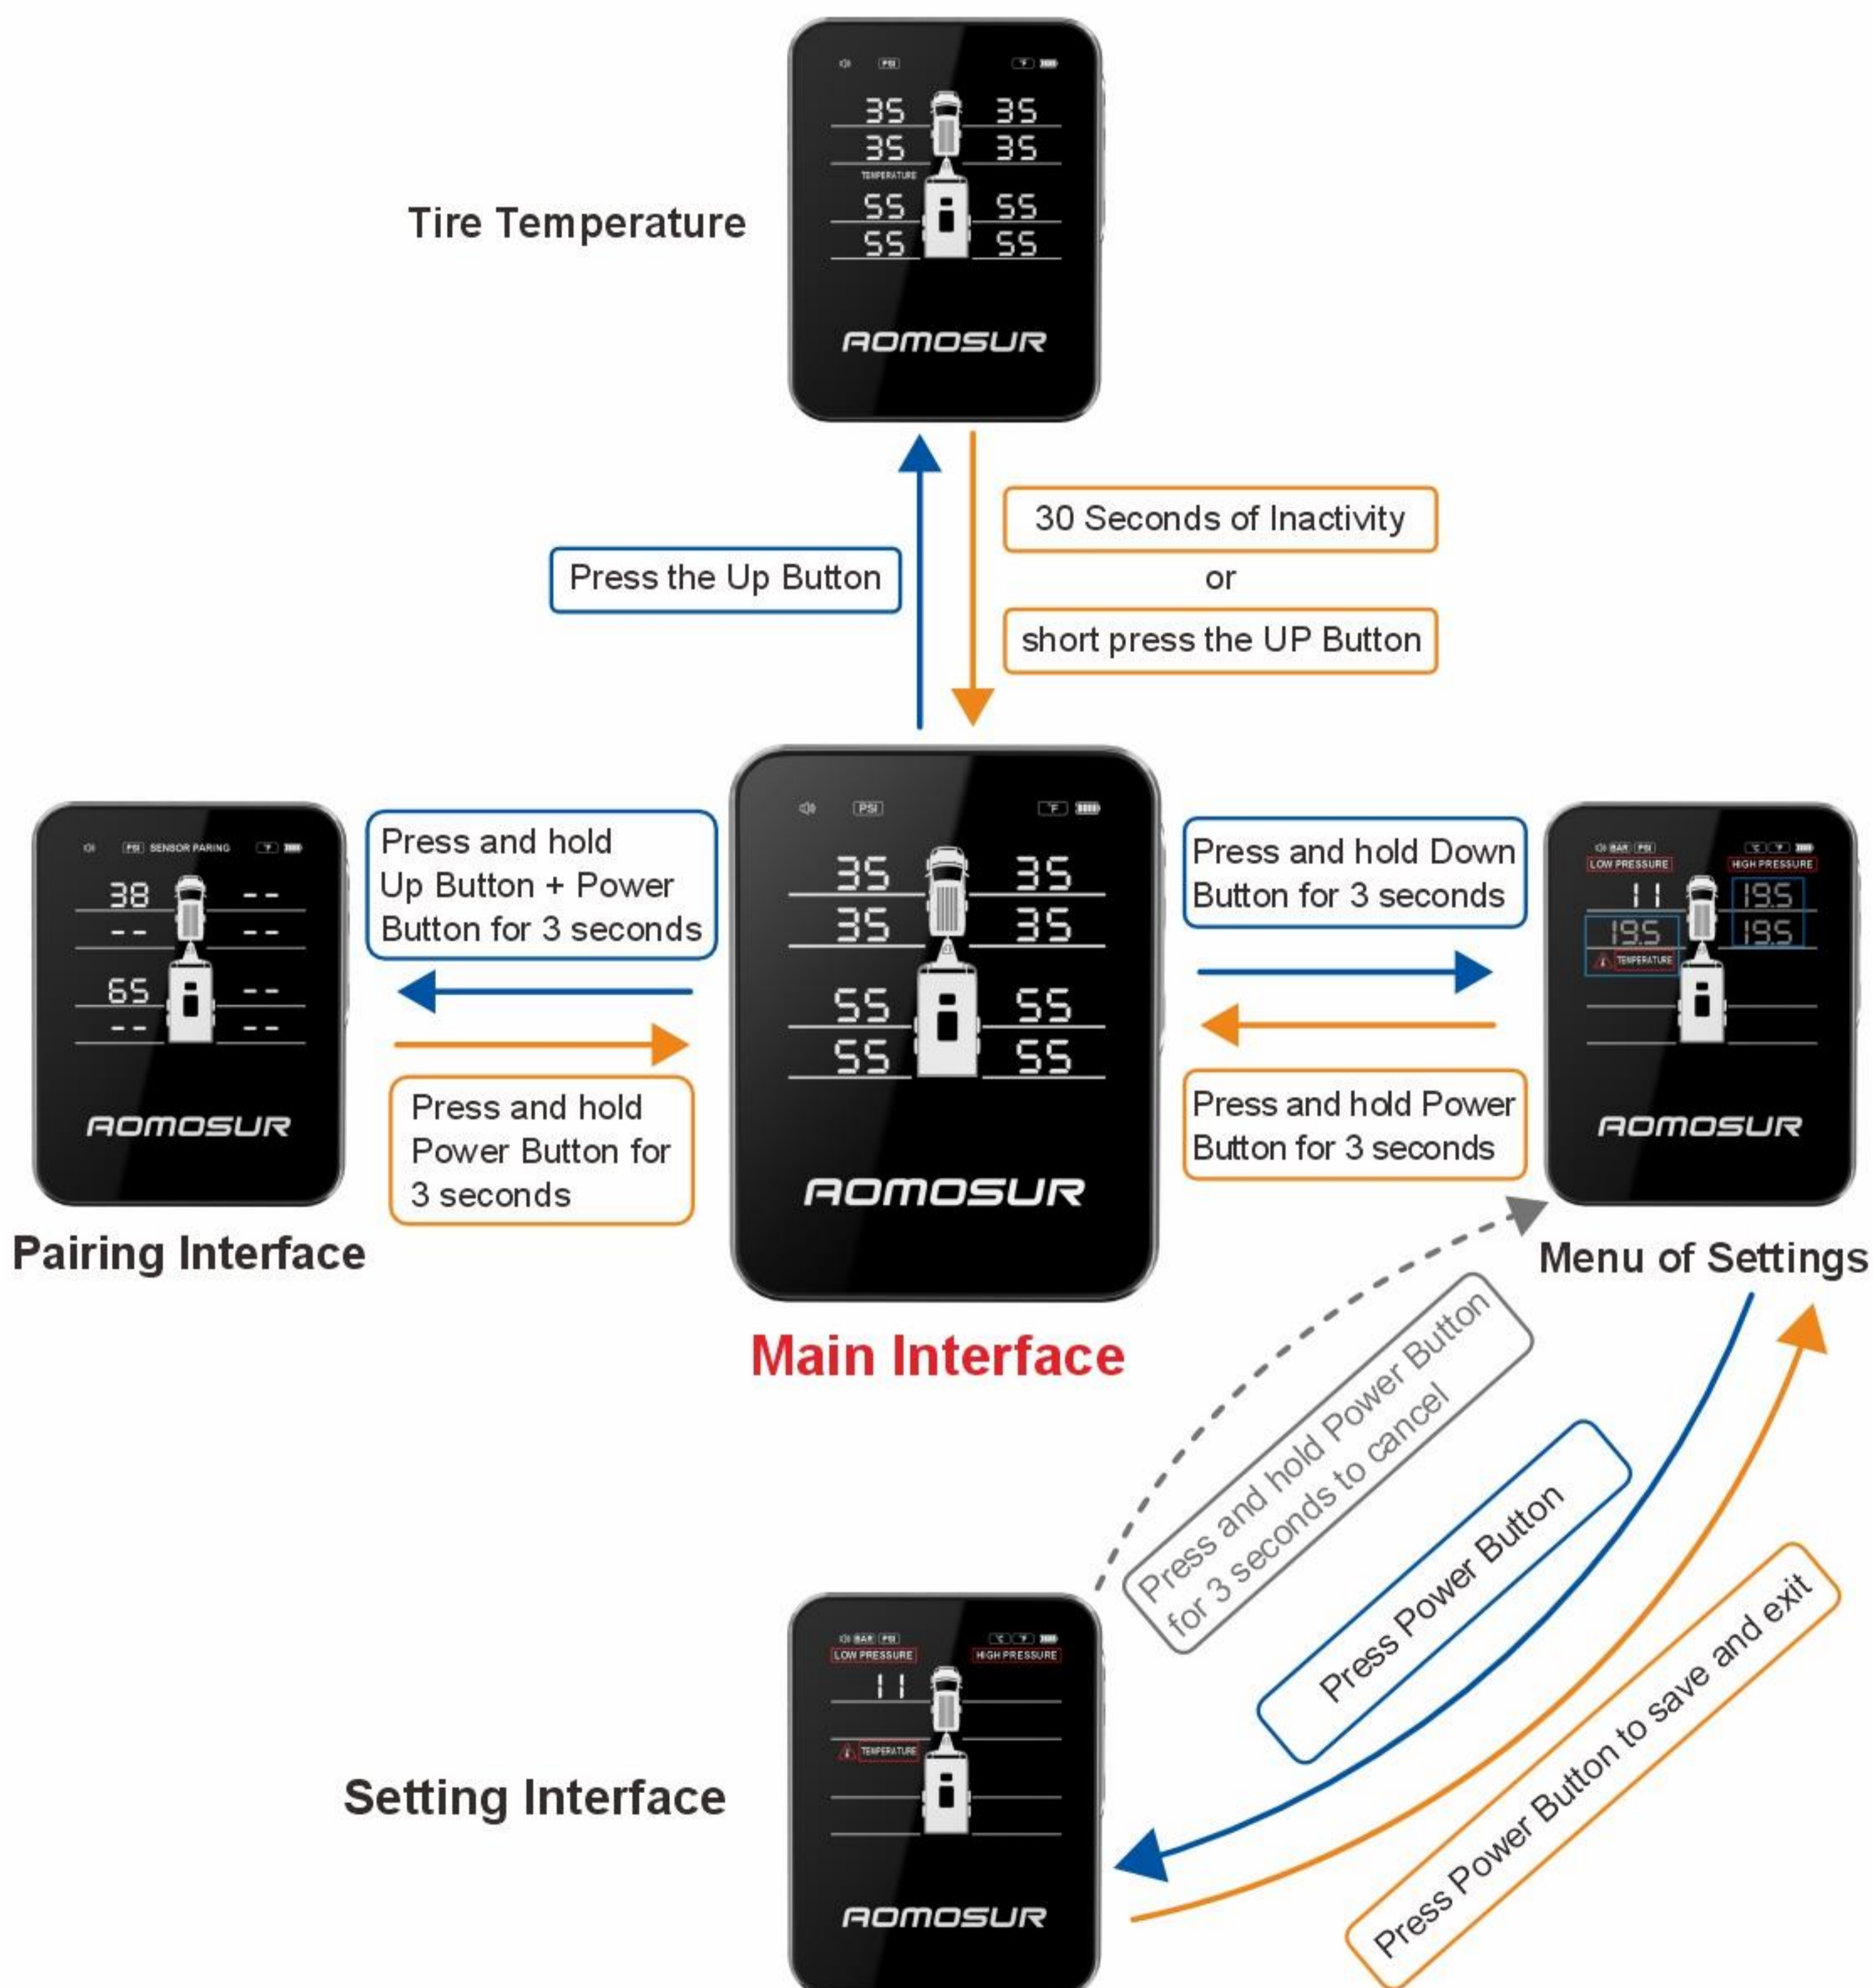 PSI
°F
35 35
35 35
TEMPERATURE
55 55
55 55
AOMOSUR
Tire Temperature
Press the Up Button
30 Seconds of Inactivity
or
short press the UP Button
PSI SENSOR PARING °F
38 --
-- --
65 --
-- --
AOMOSUR
Pairing Interface
Press and hold
Up Button + Power
Button for 3 seconds
Press and hold
Power Button for
3 seconds
PSI
°F
35 35
35 35
55 55
55 55
AOMOSUR
Main Interface
Press and hold Down
Button for 3 seconds
Press and hold Power
Button for 3 seconds
BAR PSI °C °F
LOW PRESSURE HIGH PRESSURE
11 19.5
19.5 19.5
TEMPERATURE
AOMOSUR
Menu of Settings
Press and hold Power Button
for 3 seconds to cancel
Press Power Button
Press Power Button to save and exit
BAR PSI °C °F
LOW PRESSURE HIGH PRESSURE
11
TEMPERATURE
AOMOSUR
Setting Interface